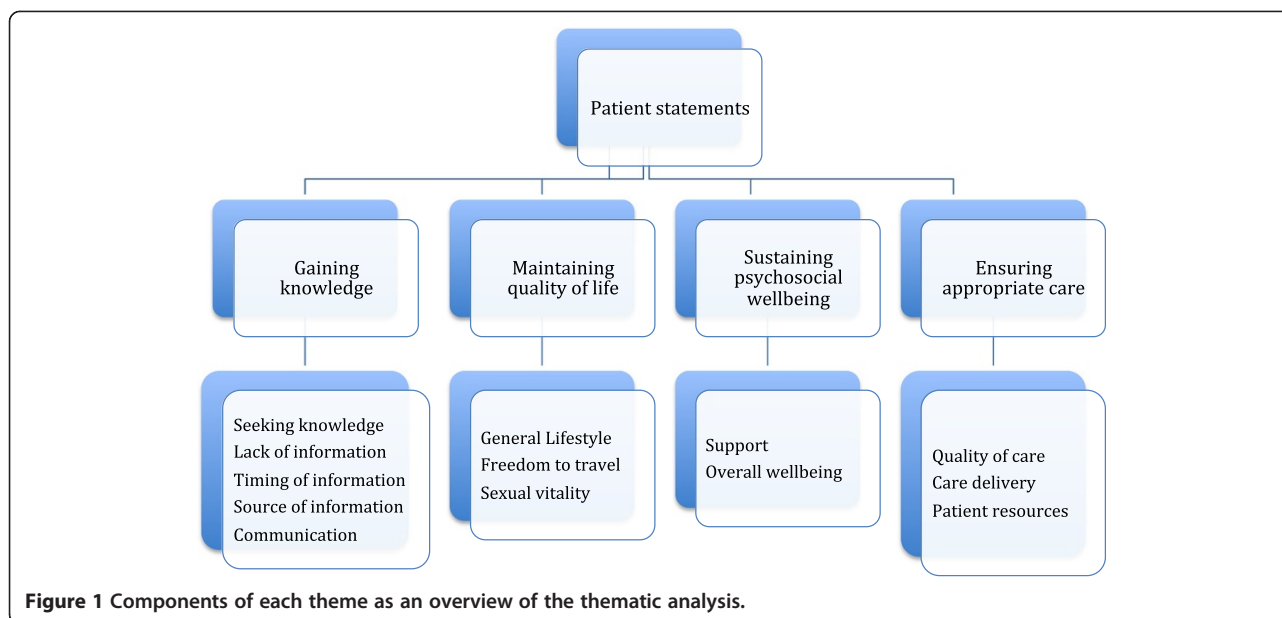 Patient statements
Gaining
knowledge
Maintaining
quality of life
Sustaining
psychosocial
wellbeing
Ensuring
appropriate care
Seeking knowledge
Lack of information
Timing of information
Source of information
Communication
General Lifestyle
Freedom to travel
Sexual vitality
Support
Overall wellbeing
Quality of care
Care delivery
Patient resources
Figure 1 Components of each theme as an overview of the thematic analysis.